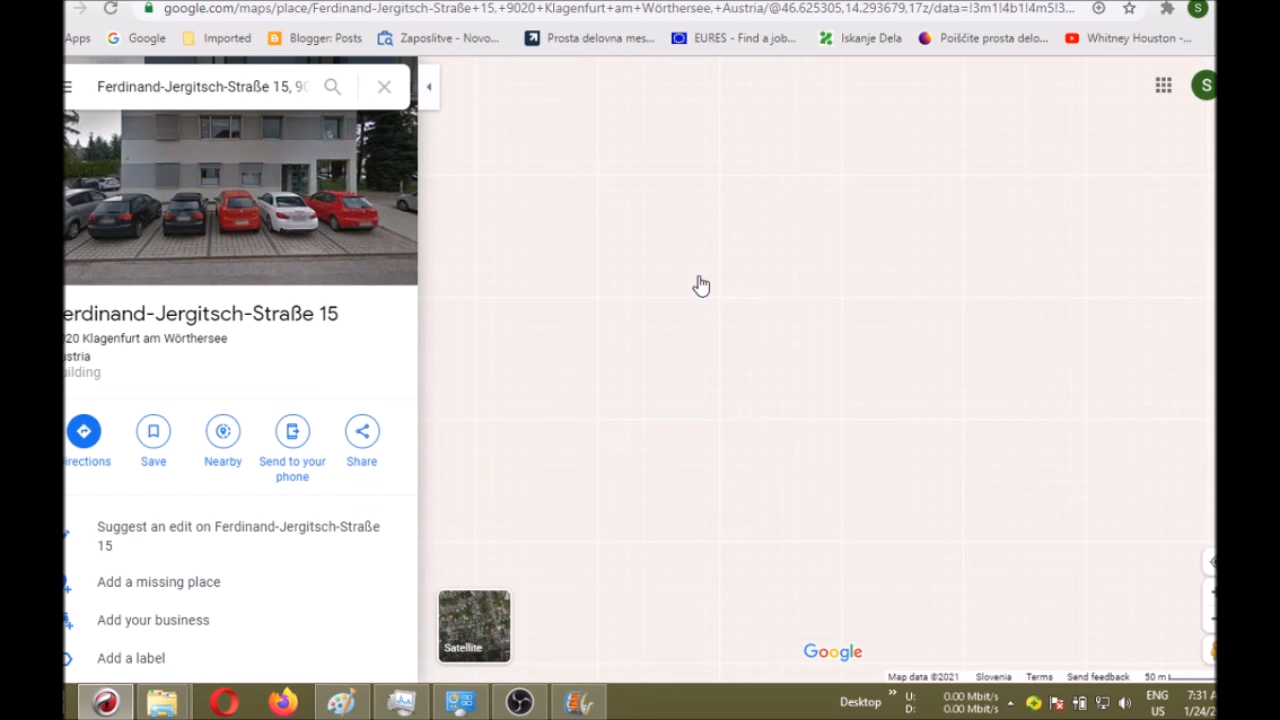 google.com/maps/place/Ferdinand-Jergitsch-Straße+15,+9020+Klagenfurt+am+Wörthersee,+Austria/@46.625305,14.293679,17z/data=!3m1!4b1!4m5!3...
S
Apps
Google
Imported
Blogger: Posts
Zaposlitve - Novo...
Prosta delovna mes...
EURES - Find a job...
Iskanje Dela
Poiščite prosta delo...
Whitney Houston -...
Ferdinand-Jergitsch-Straße 15, 90
S
erdinand-Jergitsch-Straße 15
20 Klagenfurt am Wörthersee
ustria
uilding
irections
Save
Nearby
Send to your
phone
Share
Suggest an edit on Ferdinand-Jergitsch-Straße
15
Add a missing place
Add your business
Add a label
Satellite
Google
Map data ©2021
Slovenia
Terms
Send feedback
50 m
Desktop
U: 0.00 Mbit/s
D: 0.00 Mbit/s
ENG
US
7:31
1/24/2